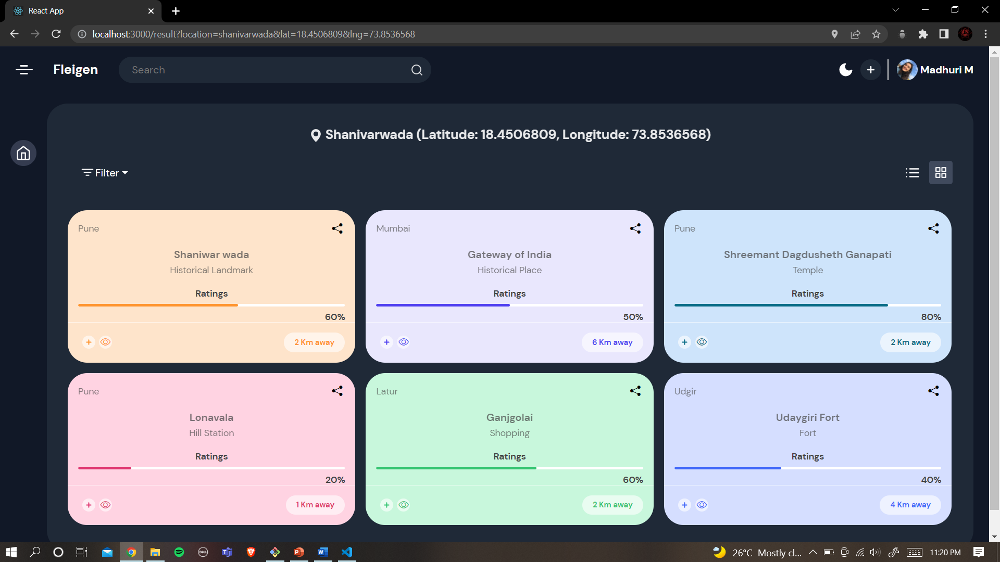 React App
localhost:3000/result?location=shanivarwada&lat=18.4506809&lng=73.8536568
Fleigen
Search
Madhuri M
Shanivarwada (Latitude: 18.4506809, Longitude: 73.8536568)
Filter
Pune
Shaniwar wada
Historical Landmark
Ratings
60%
2 Km away
Mumbai
Gateway of India
Historical Place
Ratings
50%
6 Km away
Pune
Shreemant Dagdusheth Ganapati
Temple
Ratings
80%
2 Km away
Pune
Lonavala
Hill Station
Ratings
20%
1 Km away
Latur
Ganjgolai
Shopping
Ratings
60%
2 Km away
Udgir
Udaygiri Fort
Fort
Ratings
40%
4 Km away
DELL
26°C Mostly cl...
11:20 PM